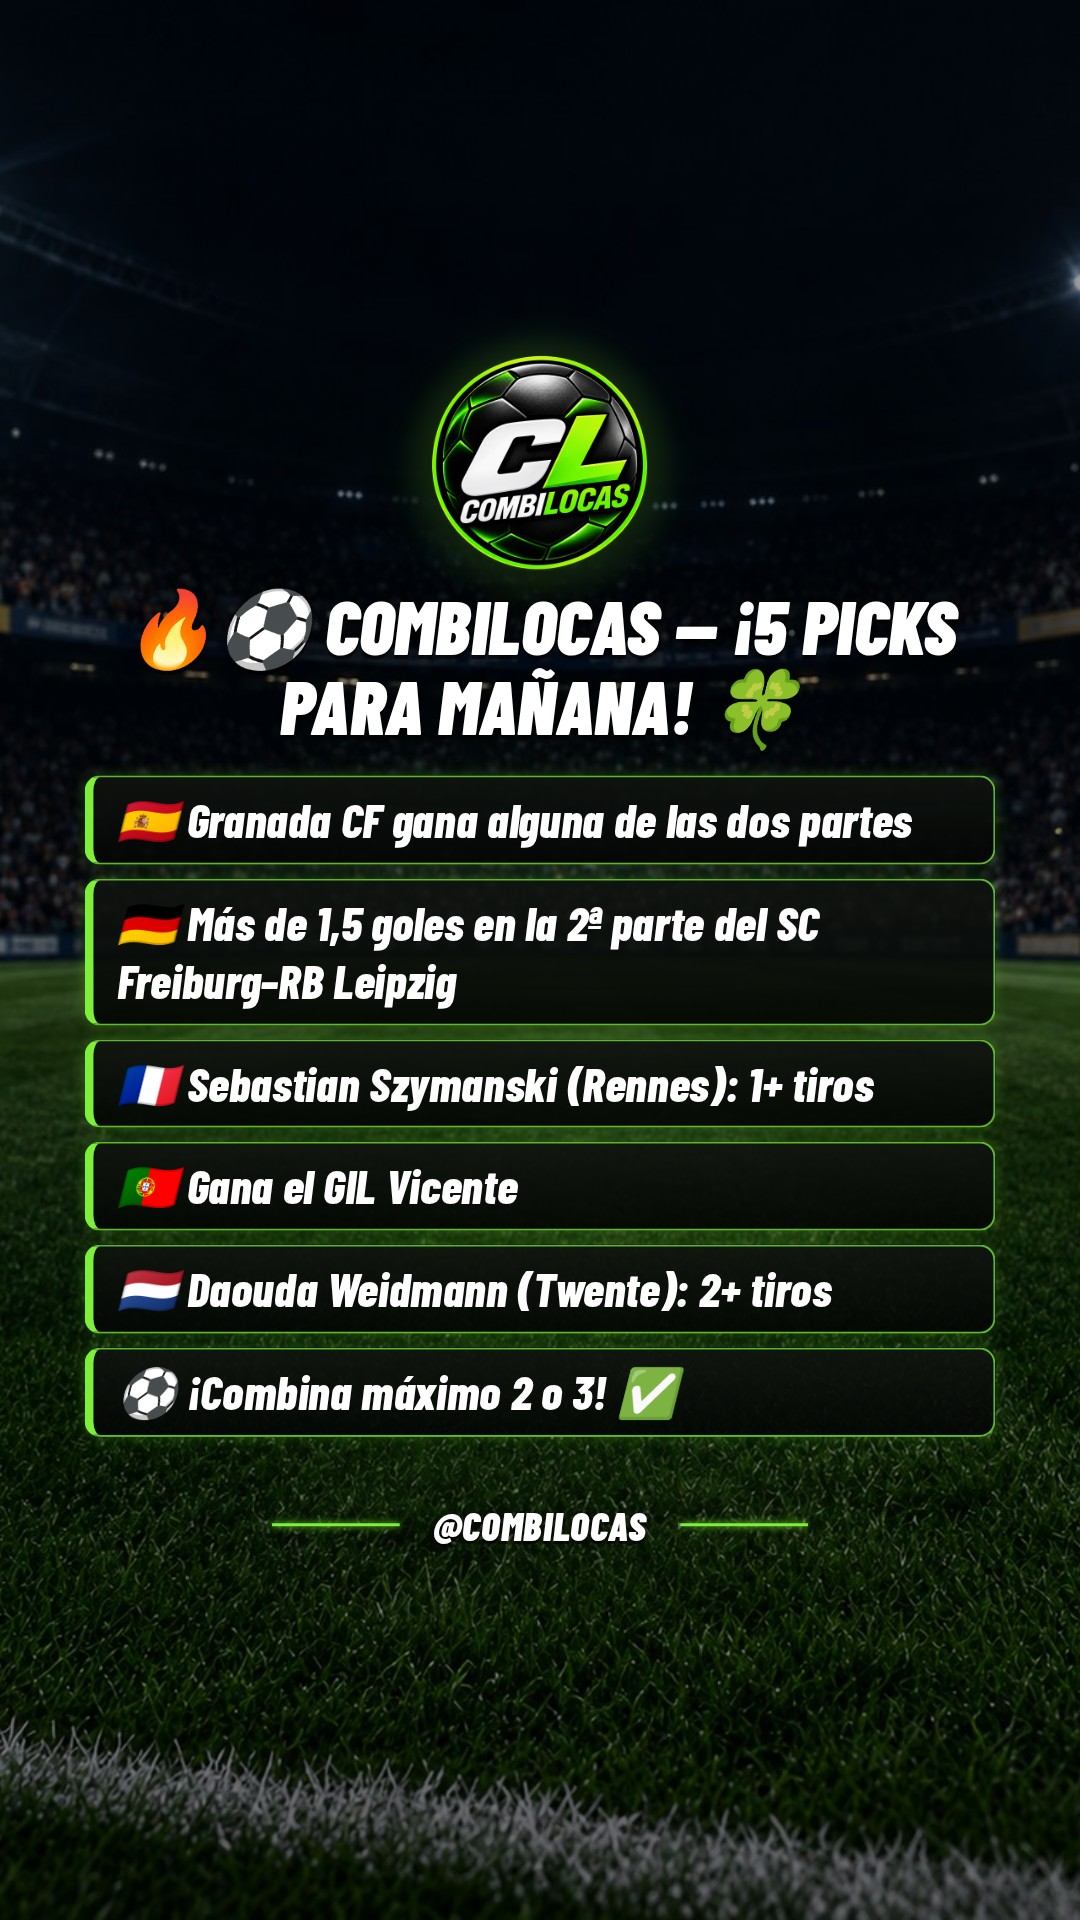 CL
COMBILOCAS
🔥⚽ COMBILOCAS – ¡5 PICKS
PARA MAÑANA! 🍀
🇪🇸 Granada CF gana alguna de las dos partes
🇩🇪 Más de 1,5 goles en la 2ª parte del SC
Freiburg-RB Leipzig
🇫🇷 Sebastian Szymanski (Rennes): 1+ tiros
🇵🇹 Gana el GIL Vicente
🇳🇱 Daouda Weidmann (Twente): 2+ tiros
⚽ ¡Combina máximo 2 o 3! ✅
@COMBILOCAS